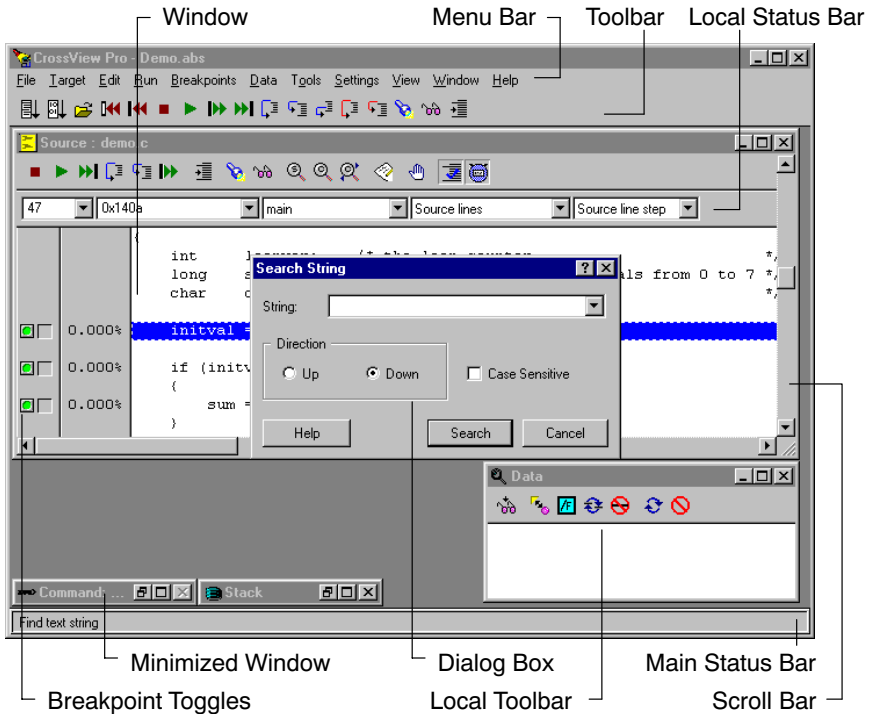 Window Menu Bar Toolbar Local Status Bar
CrossView Pro - Demo.abs
File Target Edit Run Breakpoints Data Tools Settings View Window Help
Source : demo.c
47 0x140a main Source lines Source line step
{
int /* the loop counter *
long als from 0 to 7 *
char *
0.000% initval =
0.000% if (initv
{
0.000% sum =
}
Search String
String:
Direction
Up Down Case Sensitive
Help Search Cancel
Data
Command: ... Stack
Find text string
Minimized Window Dialog Box Main Status Bar
Breakpoint Toggles Local Toolbar Scroll Bar